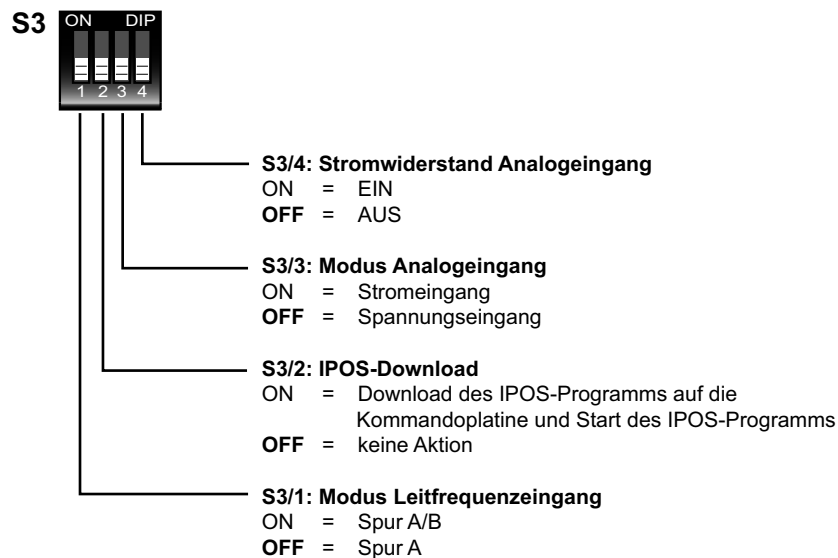 S3 ON DIP
1 2 3 4
S3/4: Stromwiderstand Analogeingang
ON = EIN
OFF = AUS
S3/3: Modus Analogeingang
ON = Stromeingang
OFF = Spannungseingang
S3/2: IPOS-Download
ON = Download des IPOS-Programms auf die
Kommandoplatine und Start des IPOS-Programms
OFF = keine Aktion
S3/1: Modus Leitfrequenzeingang
ON = Spur A/B
OFF = Spur A